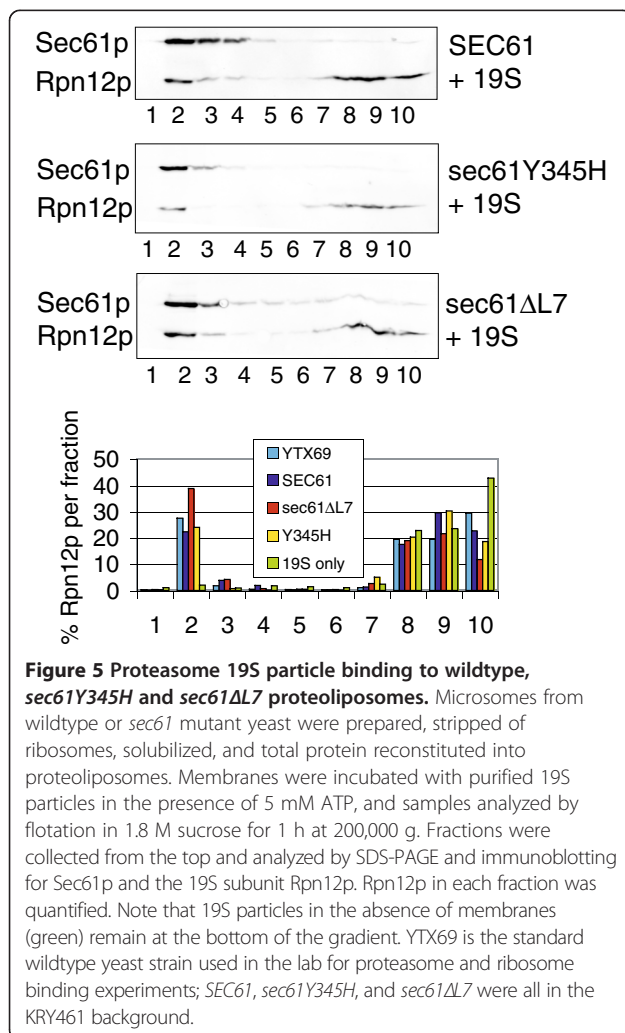 Sec61p
Rpn12p
SEC61
+ 19S
1 2 3 4 5 6 7 8 9 10
Sec61p
Rpn12p
sec61Y345H
+ 19S
1 2 3 4 5 6 7 8 9 10
Sec61p
Rpn12p
sec61ΔL7
+ 19S
1 2 3 4 5 6 7 8 9 10
% Rpn12p per fraction
50
40
30
20
10
0
YTX69
SEC61
sec61ΔL7
Y345H
19S only
1 2 3 4 5 6 7 8 9 10
Figure 5 Proteasome 19S particle binding to wildtype,
sec61Y345H and sec61ΔL7 proteoliposomes. Microsomes from
wildtype or sec61 mutant yeast were prepared, stripped of
ribosomes, solubilized, and total protein reconstituted into
proteoliposomes. Membranes were incubated with purified 19S
particles in the presence of 5 mM ATP, and samples analyzed by
flotation in 1.8 M sucrose for 1 h at 200,000 g. Fractions were
collected from the top and analyzed by SDS-PAGE and immunoblotting
for Sec61p and the 19S subunit Rpn12p. Rpn12p in each fraction was
quantified. Note that 19S particles in the absence of membranes
(green) remain at the bottom of the gradient. YTX69 is the standard
wildtype yeast strain used in the lab for proteasome and ribosome
binding experiments; SEC61, sec61Y345H, and sec61ΔL7 were all in the
KRY461 background.